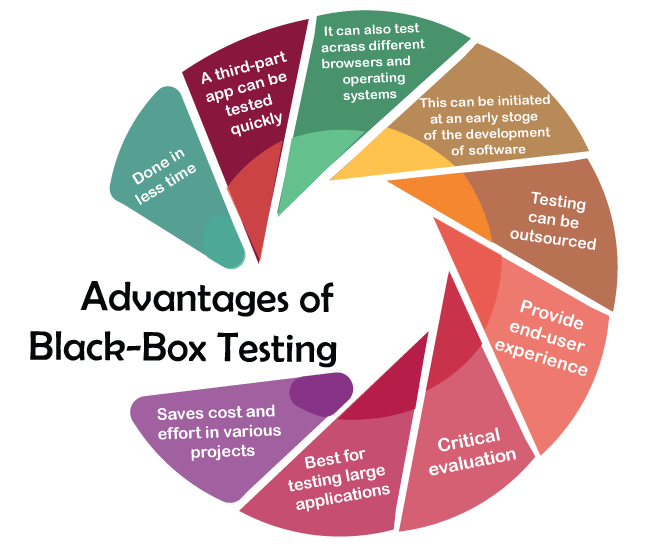 Done in
less time
A third-part
app can be
tested
quickly
It can also test
acrass different
browsers and
operating
systems
This can be initiated
at an early stage
of the development
of software
Testing
can be
outsourced
Provide
end-user
experience
Critical
evaluation
Best for
testing large
applications
Saves cost and
effort in various
projects
Advantages of
Black-Box Testing